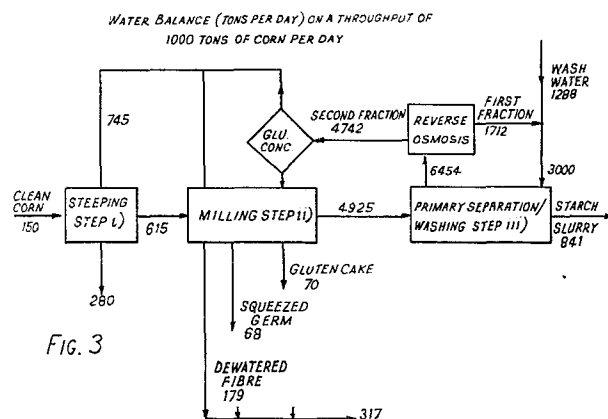 WATER BALANCE (TONS PER DAY) ON A THROUGHPUT OF
1000 TONS OF CORN PER DAY
WASH
WATER
1288
745
SECOND FRACTION
4742
FIRST
FRACTION
1712
REVERSE
OSMOSIS
GLU.
CONC.
6454
3000
CLEAN
CORN
150
STEEPING
STEP i)
615
MILLING STEP ii)
4.925
PRIMARY SEPARATION/
WASHING STEP iii)
STARCH
SLURRY
841
280
GLUTEN CAKE
70
SQUEEZED
GERM
68
FIG. 3
DEWATERED
FIBRE
179
317